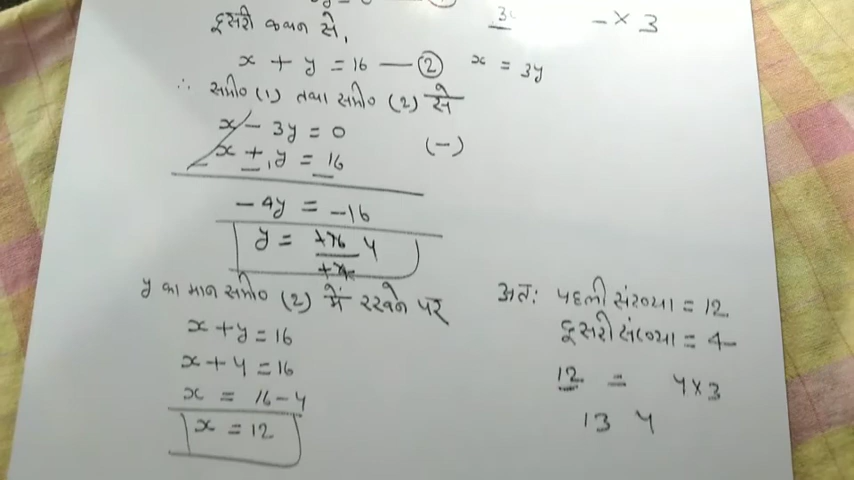 दूसरी कथन से,
x + y = 16 — ② x = 3y
- × 3
∴ समी० (1) तथा समी० (2) से
x - 3y = 0
x + y = 16 (-)
- 4y = -16
y = 4
y का मान समी० (2) में रखने पर
x + y = 16
x + 4 = 16
x = 16 - 4
x = 12
अतः पहली संख्या = 12
दूसरी संख्या = 4
12 = 4 × 3
13 4